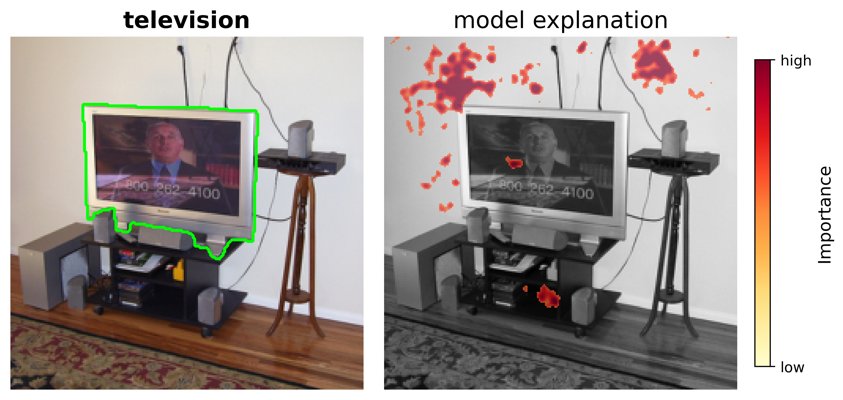 television
model explanation
800 262 4100
800 262 4100
high
low
Importance